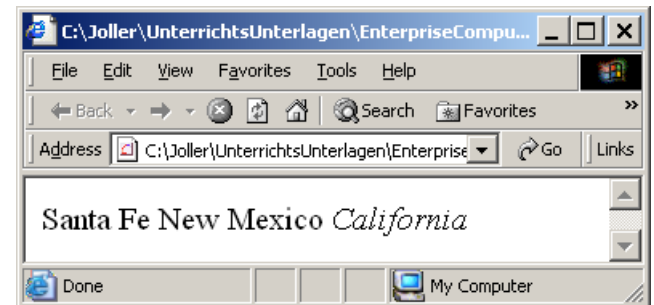 C:\Joller\UnterrichtsUnterlagen\EnterpriseCompu...
File Edit View Favorites Tools Help
Back Search Favorites »
Address C:\Joller\UnterrichtsUnterlagen\Enterprise Go Links
Santa Fe New Mexico California
Done My Computer